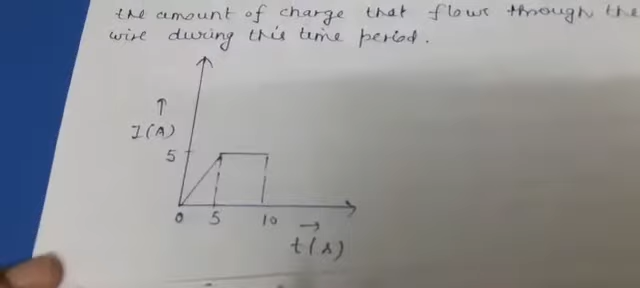 the amount of charge that flows through the
wire during this time period.
↑
I(A)
5
0 5 10 →
t(s)